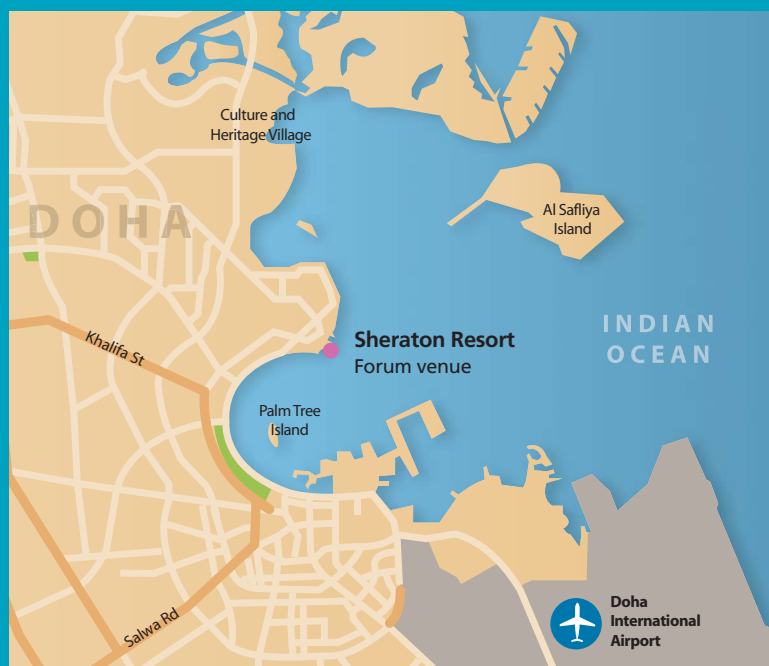 Culture and
Heritage Village
DOHA
Al Safliya
Island
INDIAN
OCEAN
Khalifa St
Sheraton Resort
Forum venue
Palm Tree
Island
Salwa Rd
Doha
International
Airport